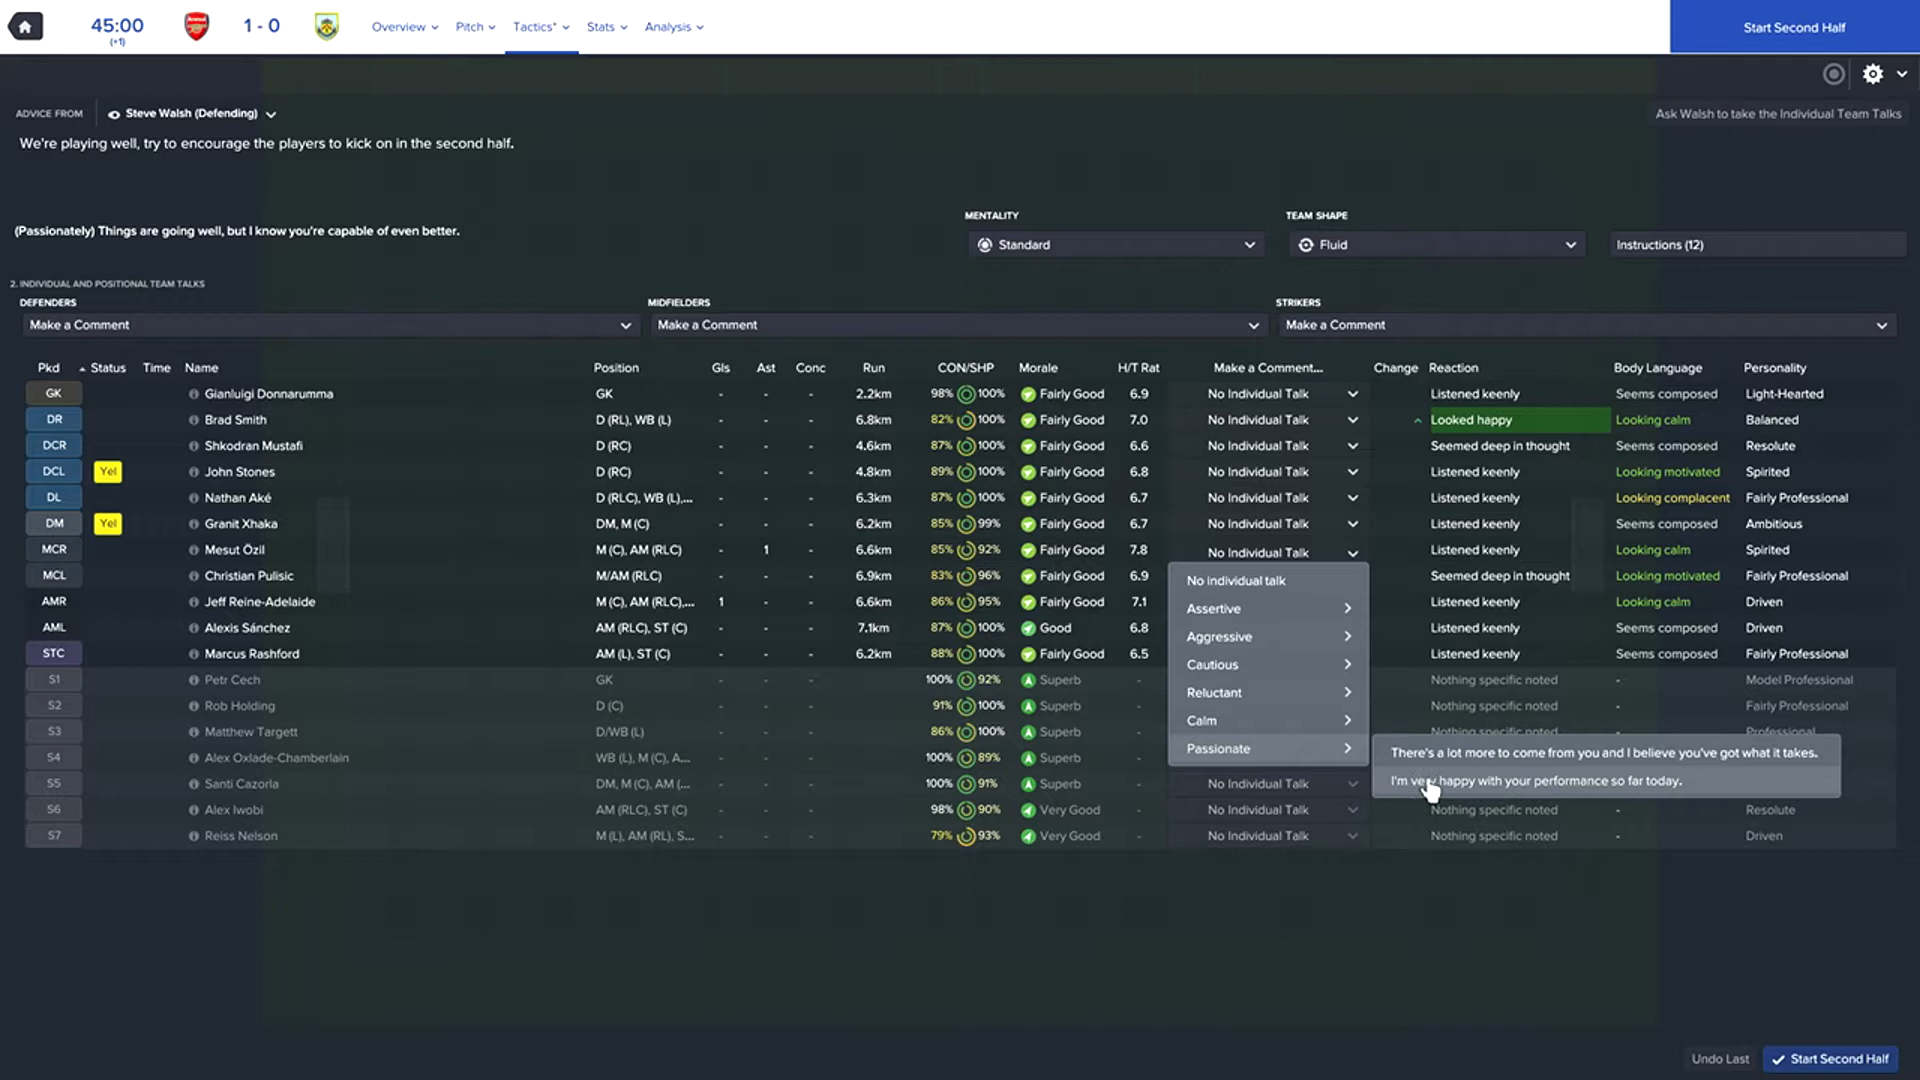 45:00 1 - 0 Overview Pitch Tactics* Stats Analysis Start Second Half
(+1)
ADVICE FROM Steve Walsh (Defending) Ask Walsh to take the Individual Team Talks
We're playing well, try to encourage the players to kick on in the second half.
MENTALITY TEAM SHAPE
(Passionately) Things are going well, but I know you're capable of even better.
Standard Fluid Instructions (12)
2. INDIVIDUAL AND POSITIONAL TEAM TALKS
DEFENDERS MIDFIELDERS STRIKERS
Make a Comment Make a Comment Make a Comment
Pkd Status Time Name Position Gls Ast Conc Run CON/SHP Morale H/T Rat Make a Comment... Change Reaction Body Language Personality
GK Gianluigi Donnarumma GK - - - 2.2km 98% 100% Fairly Good 6.9 No Individual Talk Listened keenly Seems composed Light-Hearted
DR Brad Smith D (RL), WB (L) - - - 6.8km 82% 100% Fairly Good 7.0 No Individual Talk Looked happy Looking calm Balanced
DCR Shkodran Mustafi D (RC) - - - 4.6km 87% 100% Fairly Good 6.6 No Individual Talk Seemed deep in thought Seems composed Resolute
DCL Yel John Stones D (RC) - - - 4.8km 89% 100% Fairly Good 6.8 No Individual Talk Listened keenly Looking motivated Spirited
DL Nathan Aké D (RLC), WB (L),... - - - 6.3km 87% 100% Fairly Good 6.7 No Individual Talk Listened keenly Looking complacent Fairly Professional
DM Yel Granit Xhaka DM, M (C) - - - 6.2km 85% 99% Fairly Good 6.7 No Individual Talk Listened keenly Seems composed Ambitious
MCR Mesut Özil M (C), AM (RLC) - 1 - 6.6km 85% 92% Fairly Good 7.8 No Individual Talk Listened keenly Looking calm Spirited
MCL Christian Pulisic M/AM (RLC) - - - 6.9km 83% 96% Fairly Good 6.9 No individual talk Seemed deep in thought Looking motivated Fairly Professional
AMR Jeff Reine-Adelaide M (C), AM (RLC),... 1 - - 6.6km 86% 95% Fairly Good 7.1 Assertive Listened keenly Looking calm Driven
AML Alexis Sánchez AM (RLC), ST (C) - - - 7.1km 87% 100% Good 6.8 Aggressive Listened keenly Seems composed Driven
STC Marcus Rashford AM (L), ST (C) - - - 6.2km 88% 100% Fairly Good 6.5 Cautious Listened keenly Seems composed Fairly Professional
S1 Petr Cech GK - - - 100% 92% Superb - Reluctant Nothing specific noted - Model Professional
S2 Rob Holding D (C) - - - 91% 100% Superb - Calm Nothing specific noted - Fairly Professional
S3 Matthew Targett D/WB (L) - - - 86% 100% Superb - Passionate Nothing specific noted - Professional
S4 Alex Oxlade-Chamberlain WB (L), M (C), A... - - - 100% 89% Superb - There's a lot more to come from you and I believe you've got what it takes.
S5 Santi Cazorla DM, M (C), AM (... - - - 100% 91% Superb - No Individual Talk I'm very happy with your performance so far today.
S6 Alex Iwobi AM (RLC), ST (C) - - - 98% 90% Very Good - No Individual Talk Nothing specific noted - Resolute
S7 Reiss Nelson M (L), AM (RL), S... - - - 79% 93% Very Good - No Individual Talk Nothing specific noted - Driven
Undo Last Start Second Half